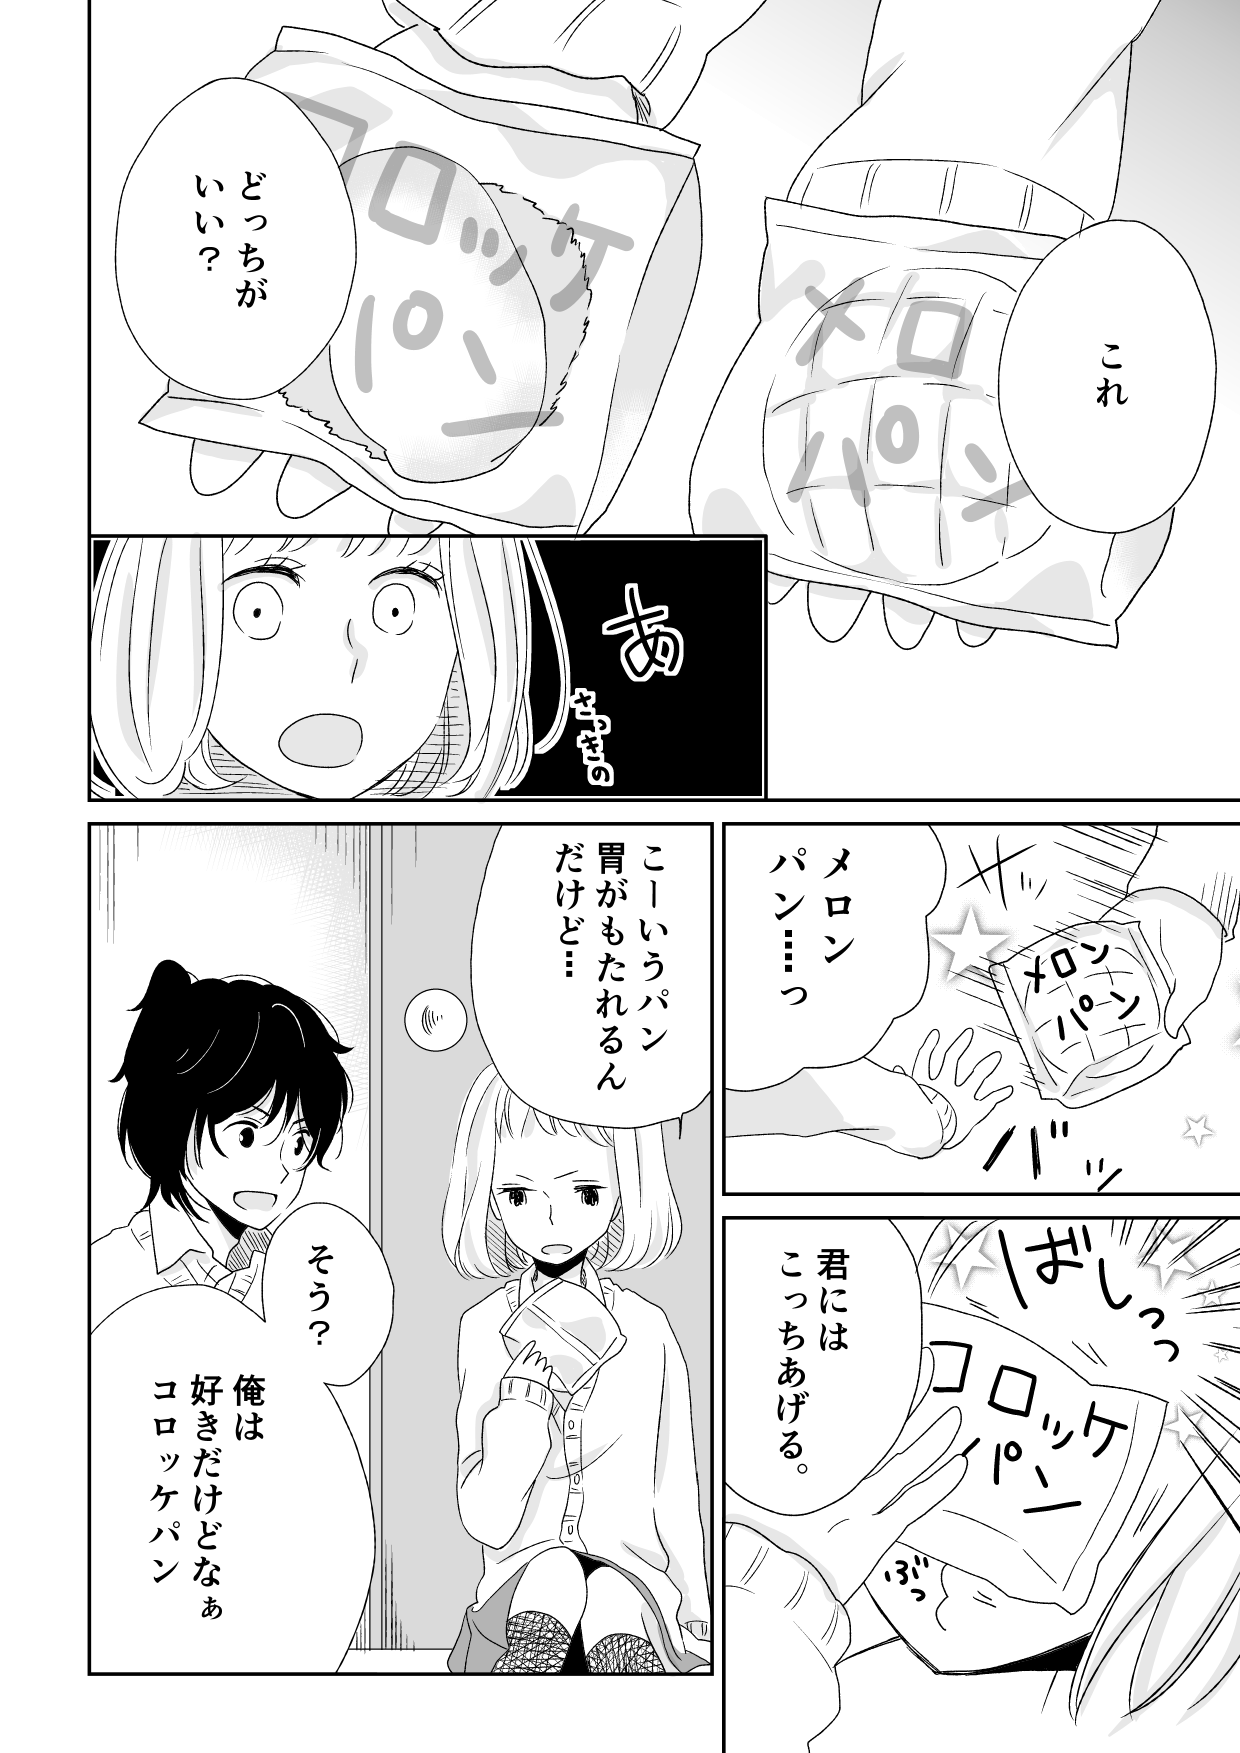 これ
メロ
パン
どっちが
いい?
コロッケ
パン
あ
さっきの
メロン
パン……っ
メロン
パン
バッ
君には
こっちあげる。
ばしっっ
コロッケ
パン
ぶっ
こーいうパン
胃がもたれるん
だけど…
そう?
俺は
好きだけどなぁ
コロッケパン